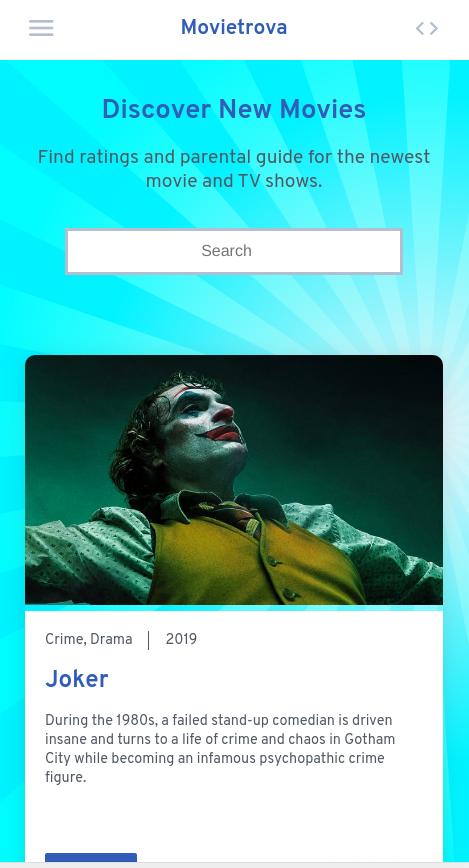 Movietrova
Discover New Movies
Find ratings and parental guide for the newest
movie and TV shows.
Search
Crime, Drama | 2019
Joker
During the 1980s, a failed stand-up comedian is driven
insane and turns to a life of crime and chaos in Gotham
City while becoming an infamous psychopathic crime
figure.